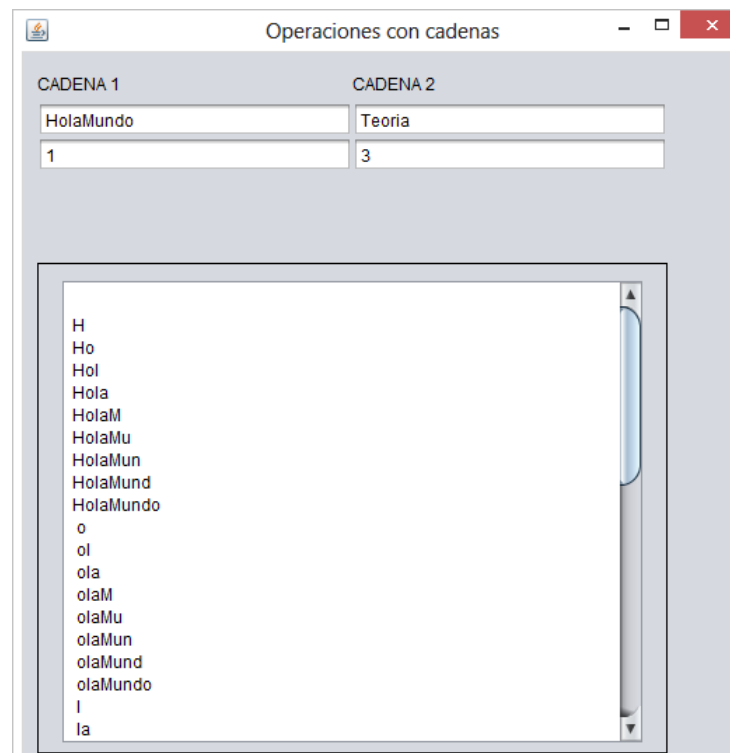 Operaciones con cadenas
CADENA 1 CADENA 2
HolaMundo Teoria
1 3
H
Ho
Hol
Hola
HolaM
HolaMu
HolaMun
HolaMund
HolaMundo
o
ol
ola
olaM
olaMu
olaMun
olaMund
olaMundo
l
la